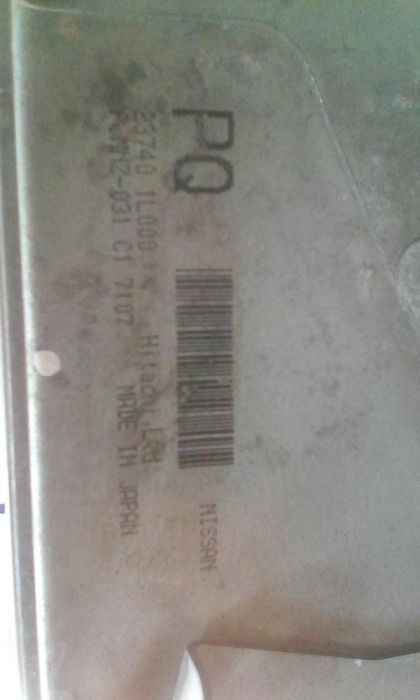 PQ
NISSAN
23740 1L000 Hitachi,Ltd
C1 7107 MADE IN JAPAN